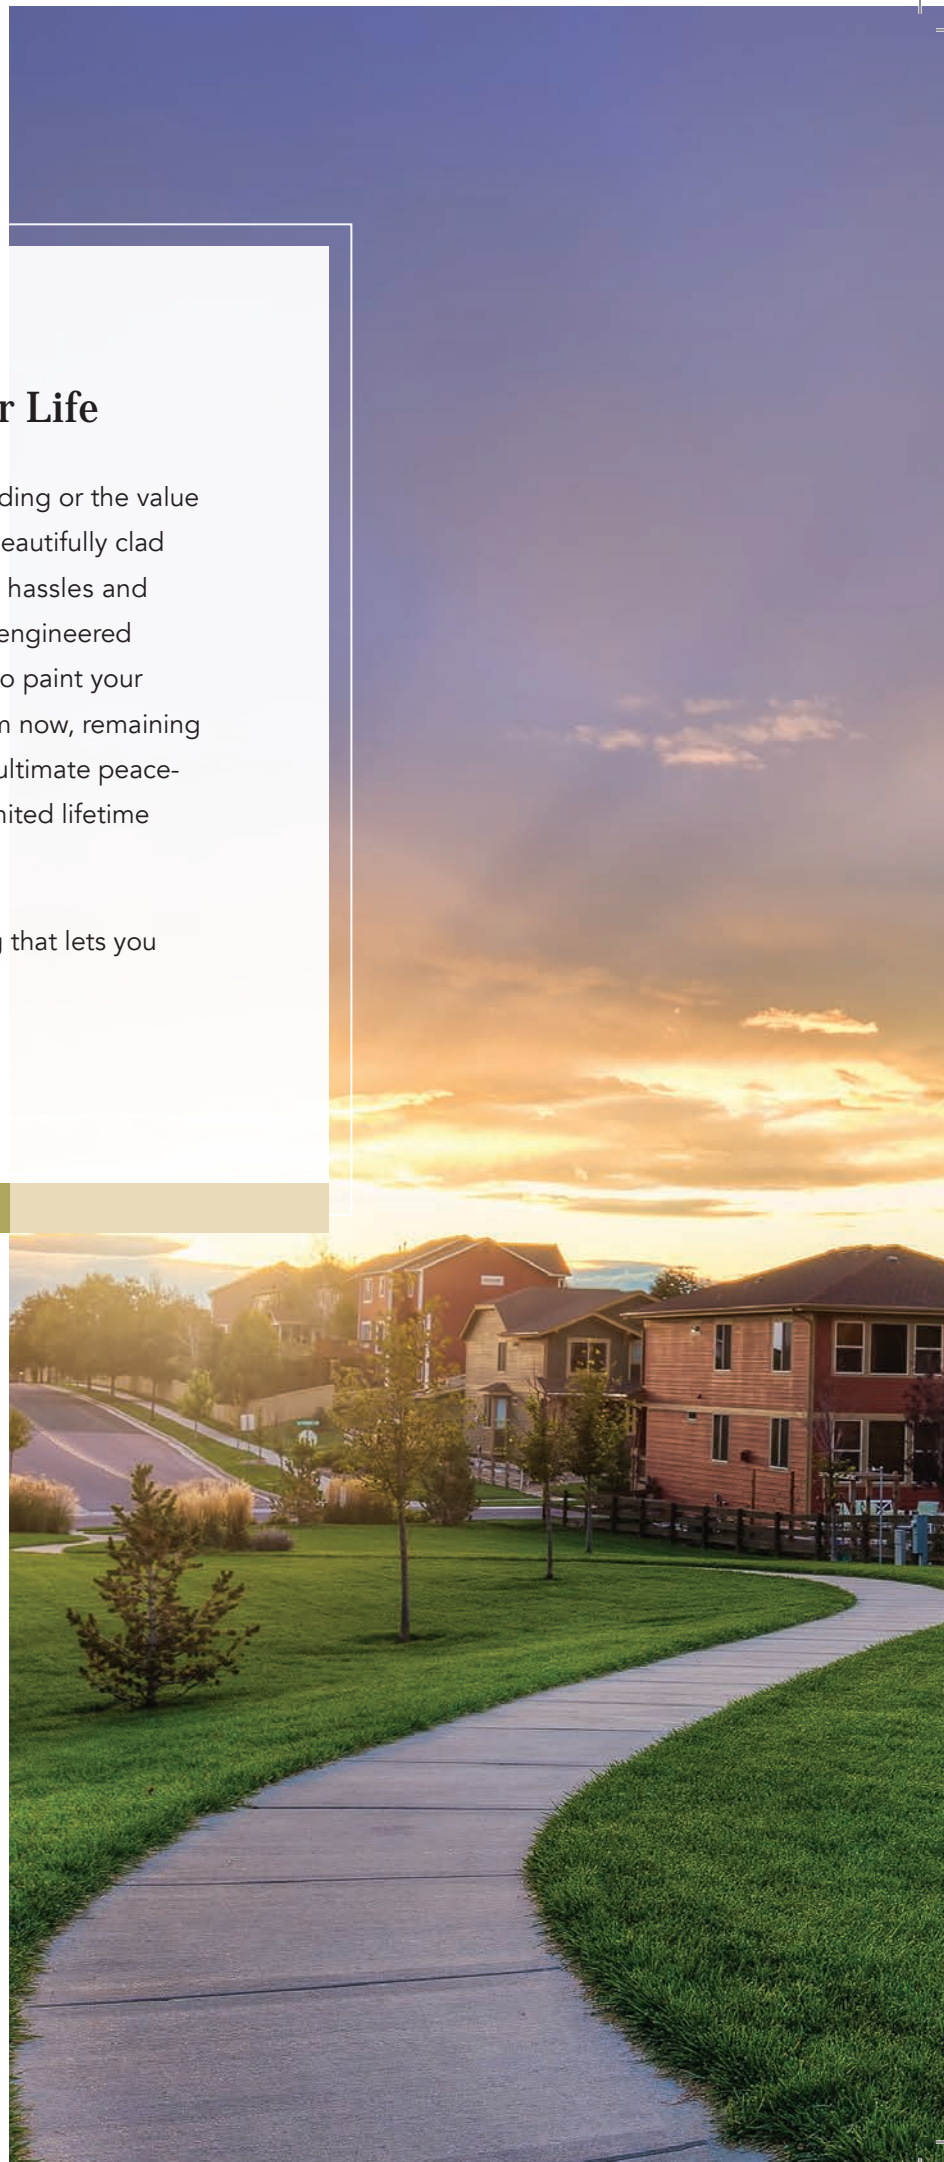 r Life
ding or the value
eautifully clad
hassles and
engineered
o paint your
n now, remaining
ultimate peace-
nited lifetime
g that lets you